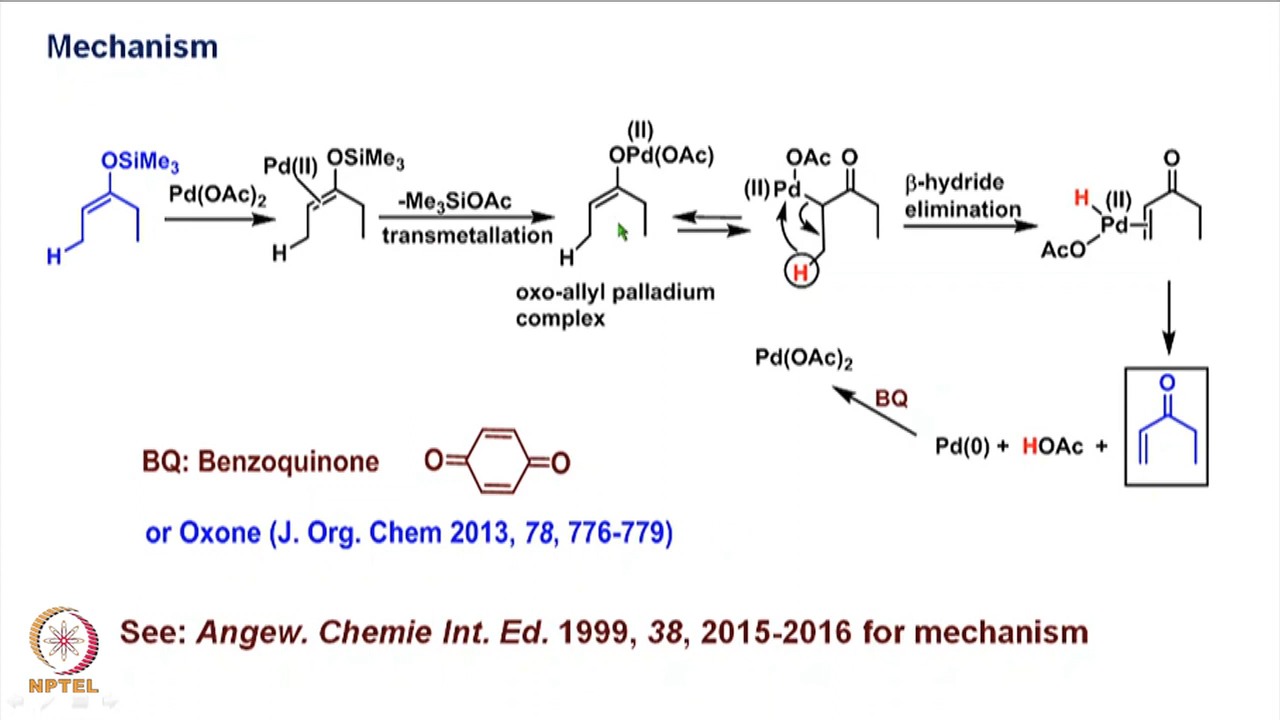 Mechanism
OSiMe3
H
Pd(OAc)2
Pd(II)
OSiMe3
H
-Me3SiOAc
transmetallation
(II)
OPd(OAc)
H
oxo-allyl palladium
complex
OAc O
(II)Pd
H
β-hydride
elimination
O
H (II)
Pd
AcO
Pd(OAc)2
BQ
Pd(0) + HOAc +
O
BQ: Benzoquinone
O=
=O
or Oxone (J. Org. Chem 2013, 78, 776-779)
See: Angew. Chemie Int. Ed. 1999, 38, 2015-2016 for mechanism
NPTEL